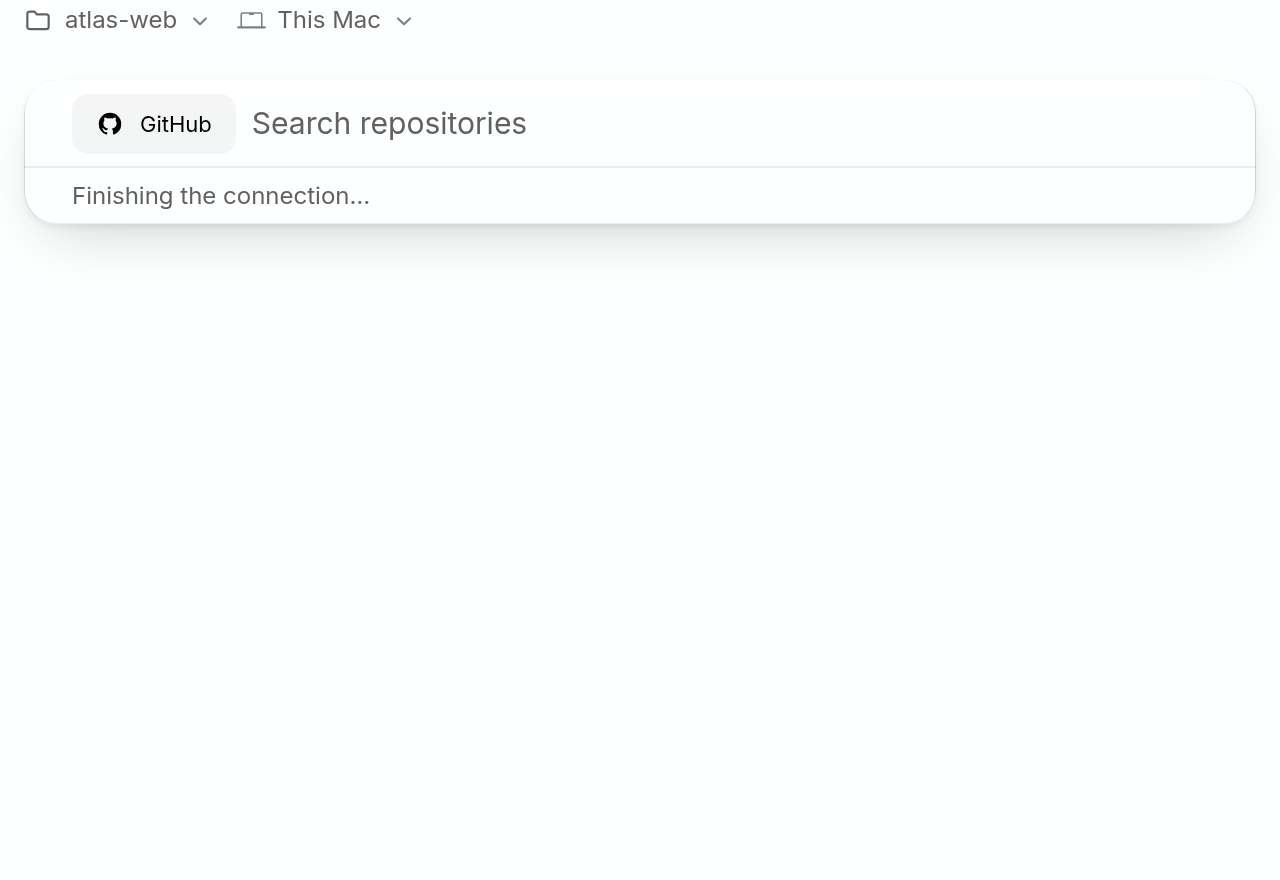 atlas-web This Mac
GitHub Search repositories
Finishing the connection...